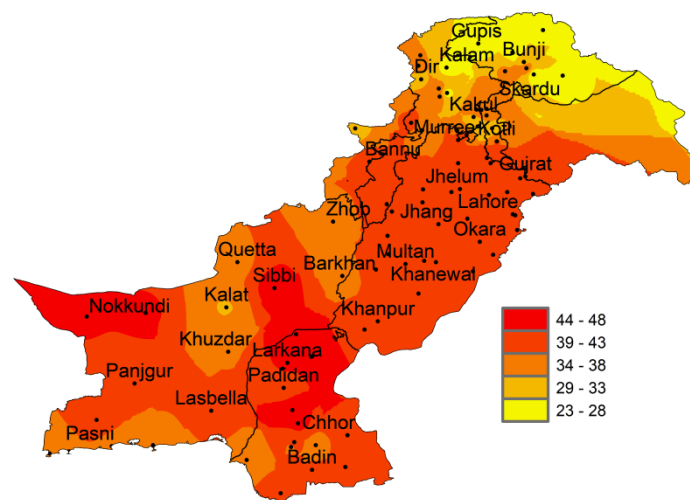 Gupis
Kalam
Bunji
Dir
Skardu
Kakul
Murree
Kotli
Bannu
Gujrat
Jhelum
Zhob
Jhang
Lahore
Okara
Quetta
Multan
Barkhan
Sibbi
Khanewal
Nokkundi
Kalat
Khanpur
Khuzdar
Larkana
Panjgur
Padidan
Lasbella
Pasni
Chhor
Badin
44 - 48
39 - 43
34 - 38
29 - 33
23 - 28